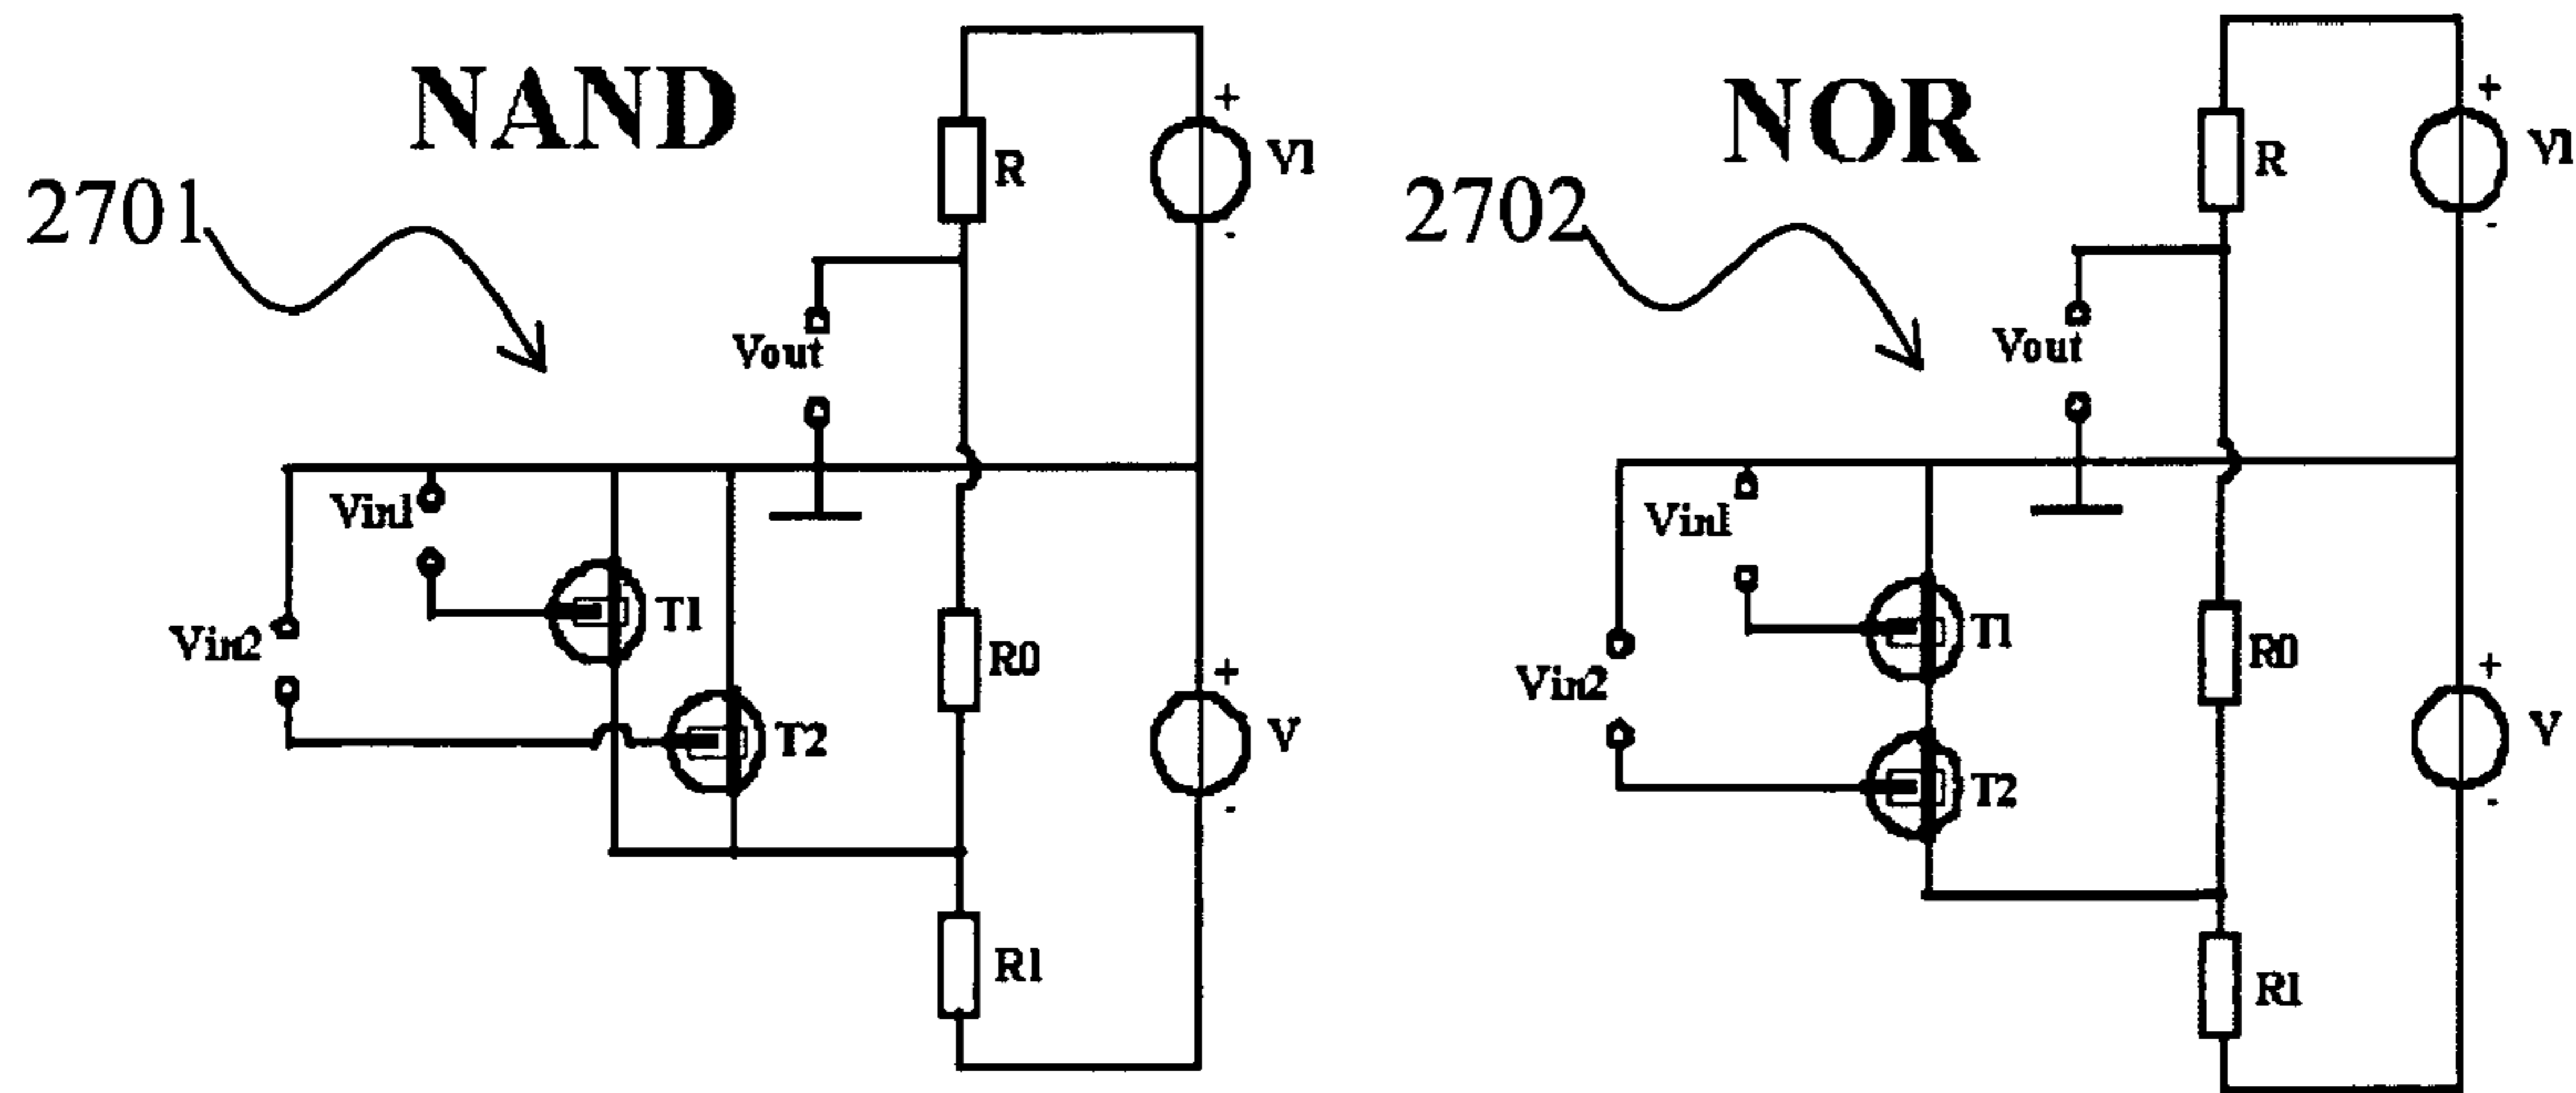 NAND
2701
R
+
V1
-
Vout
Vin1
T1
Vin2
T2
R0
+
V
-
R1
NOR
2702
R
+
V1
-
Vout
Vin1
T1
Vin2
T2
R0
+
V
-
R1